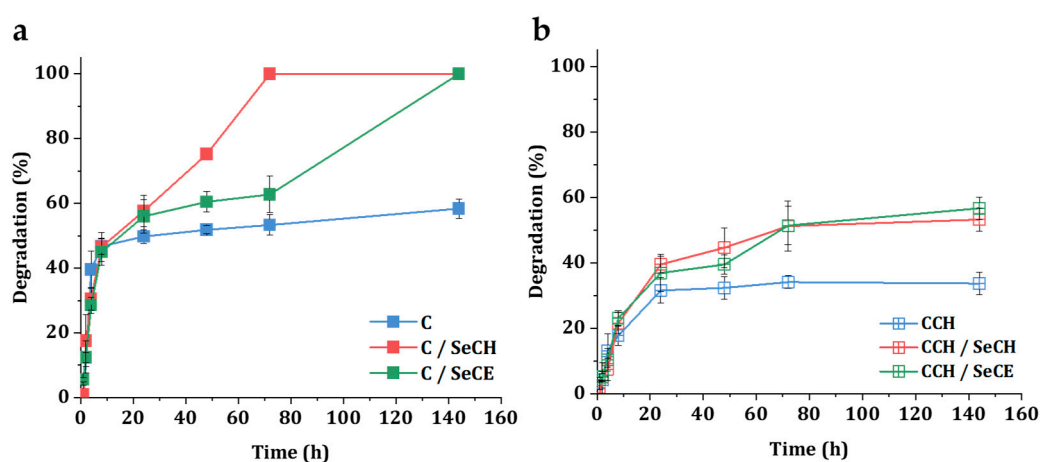 a
100
80
60
40
20
0
Degradation (%)
0 20 40 60 80 100 120 140 160
Time (h)
C
C / SeCH
C / SeCE
b
100
80
60
40
20
0
Degradation (%)
0 20 40 60 80 100 120 140 160
Time (h)
CCH
CCH / SeCH
CCH / SeCE